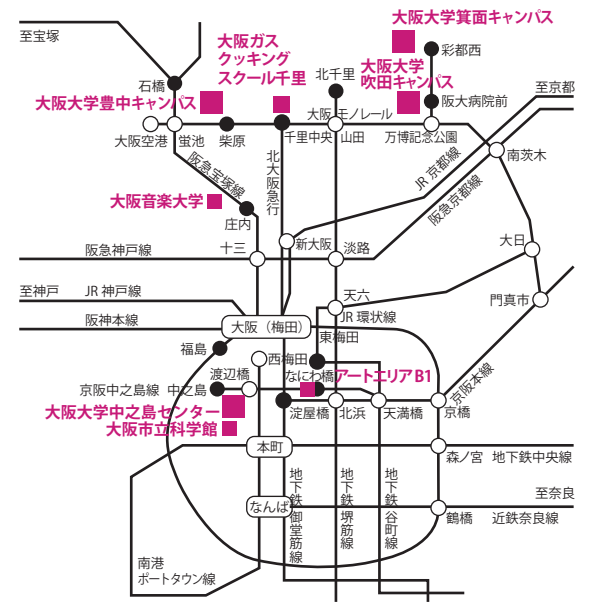 大阪大学箕面キャンパス
至宝塚
大阪ガス
クッキング
スクール千里
彩都西
大阪大学
吹田キャンパス
石橋
北千里
至京都
大阪大学豊中キャンパス
阪大病院前
大阪モノレール
大阪空港
蛍池
柴原
千里中央
山田
万博記念公園
南茨木
阪急宝塚線
北大阪急行
JR 京都線
阪急京都線
大阪音楽大学
庄内
阪急神戸線
十三
新大阪
淡路
大日
至神戸
JR 神戸線
天六
門真市
阪神本線
大阪（梅田）
JR 環状線
東梅田
福島
西梅田
渡辺橋
なにわ橋
アートエリア B1
京阪本線
京阪中之島線
中之島
大阪大学中之島センター
淀屋橋
北浜
天満橋
京橋
大阪市立科学館
本町
森ノ宮
地下鉄中央線
地下鉄 御堂筋線
地下鉄 堺筋線
地下鉄 谷町線
至奈良
なんば
鶴橋
近鉄奈良線
南港
ポートタウン線